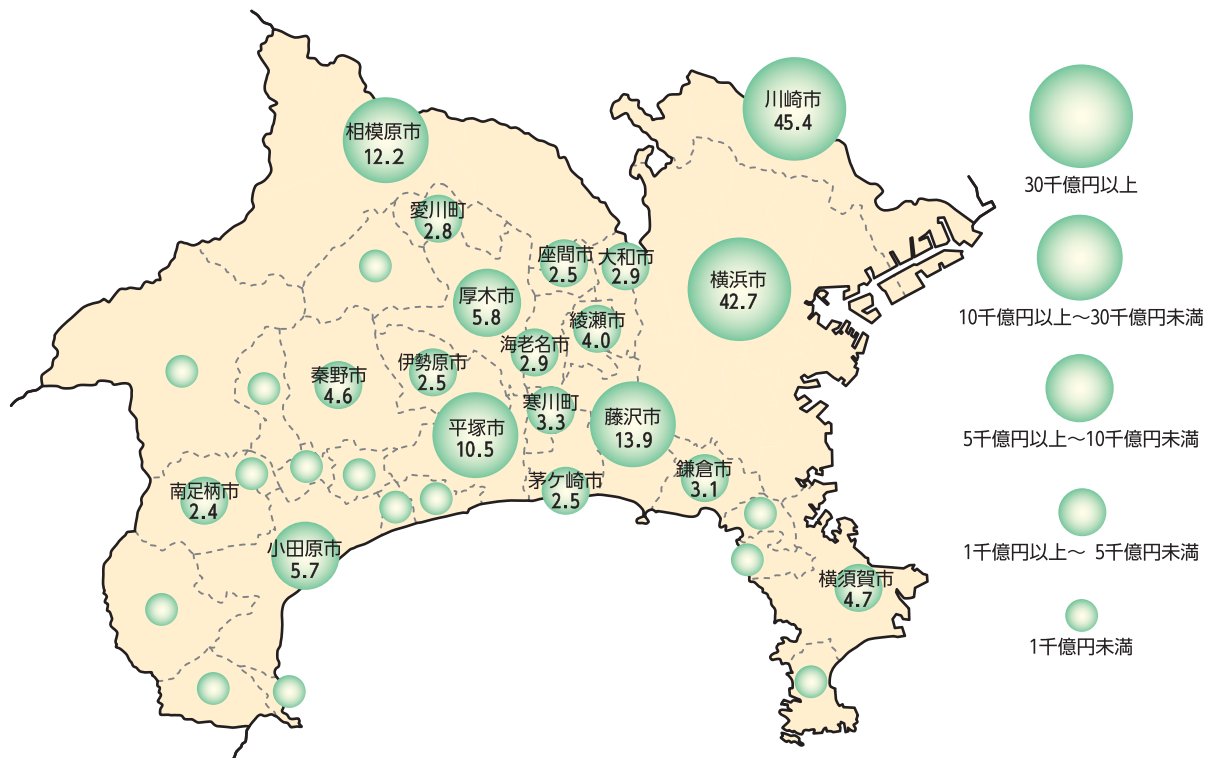 川崎市
45.4
相模原市
12.2
愛川町
2.8
座間市
2.5
大和市
2.9
横浜市
42.7
厚木市
5.8
綾瀬市
4.0
海老名市
2.9
伊勢原市
2.5
秦野市
4.6
寒川町
3.3
藤沢市
13.9
平塚市
10.5
鎌倉市
3.1
茅ケ崎市
2.5
南足柄市
2.4
小田原市
5.7
横須賀市
4.7
30千億円以上
10千億円以上～30千億円未満
5千億円以上～10千億円未満
1千億円以上～ 5千億円未満
1千億円未満